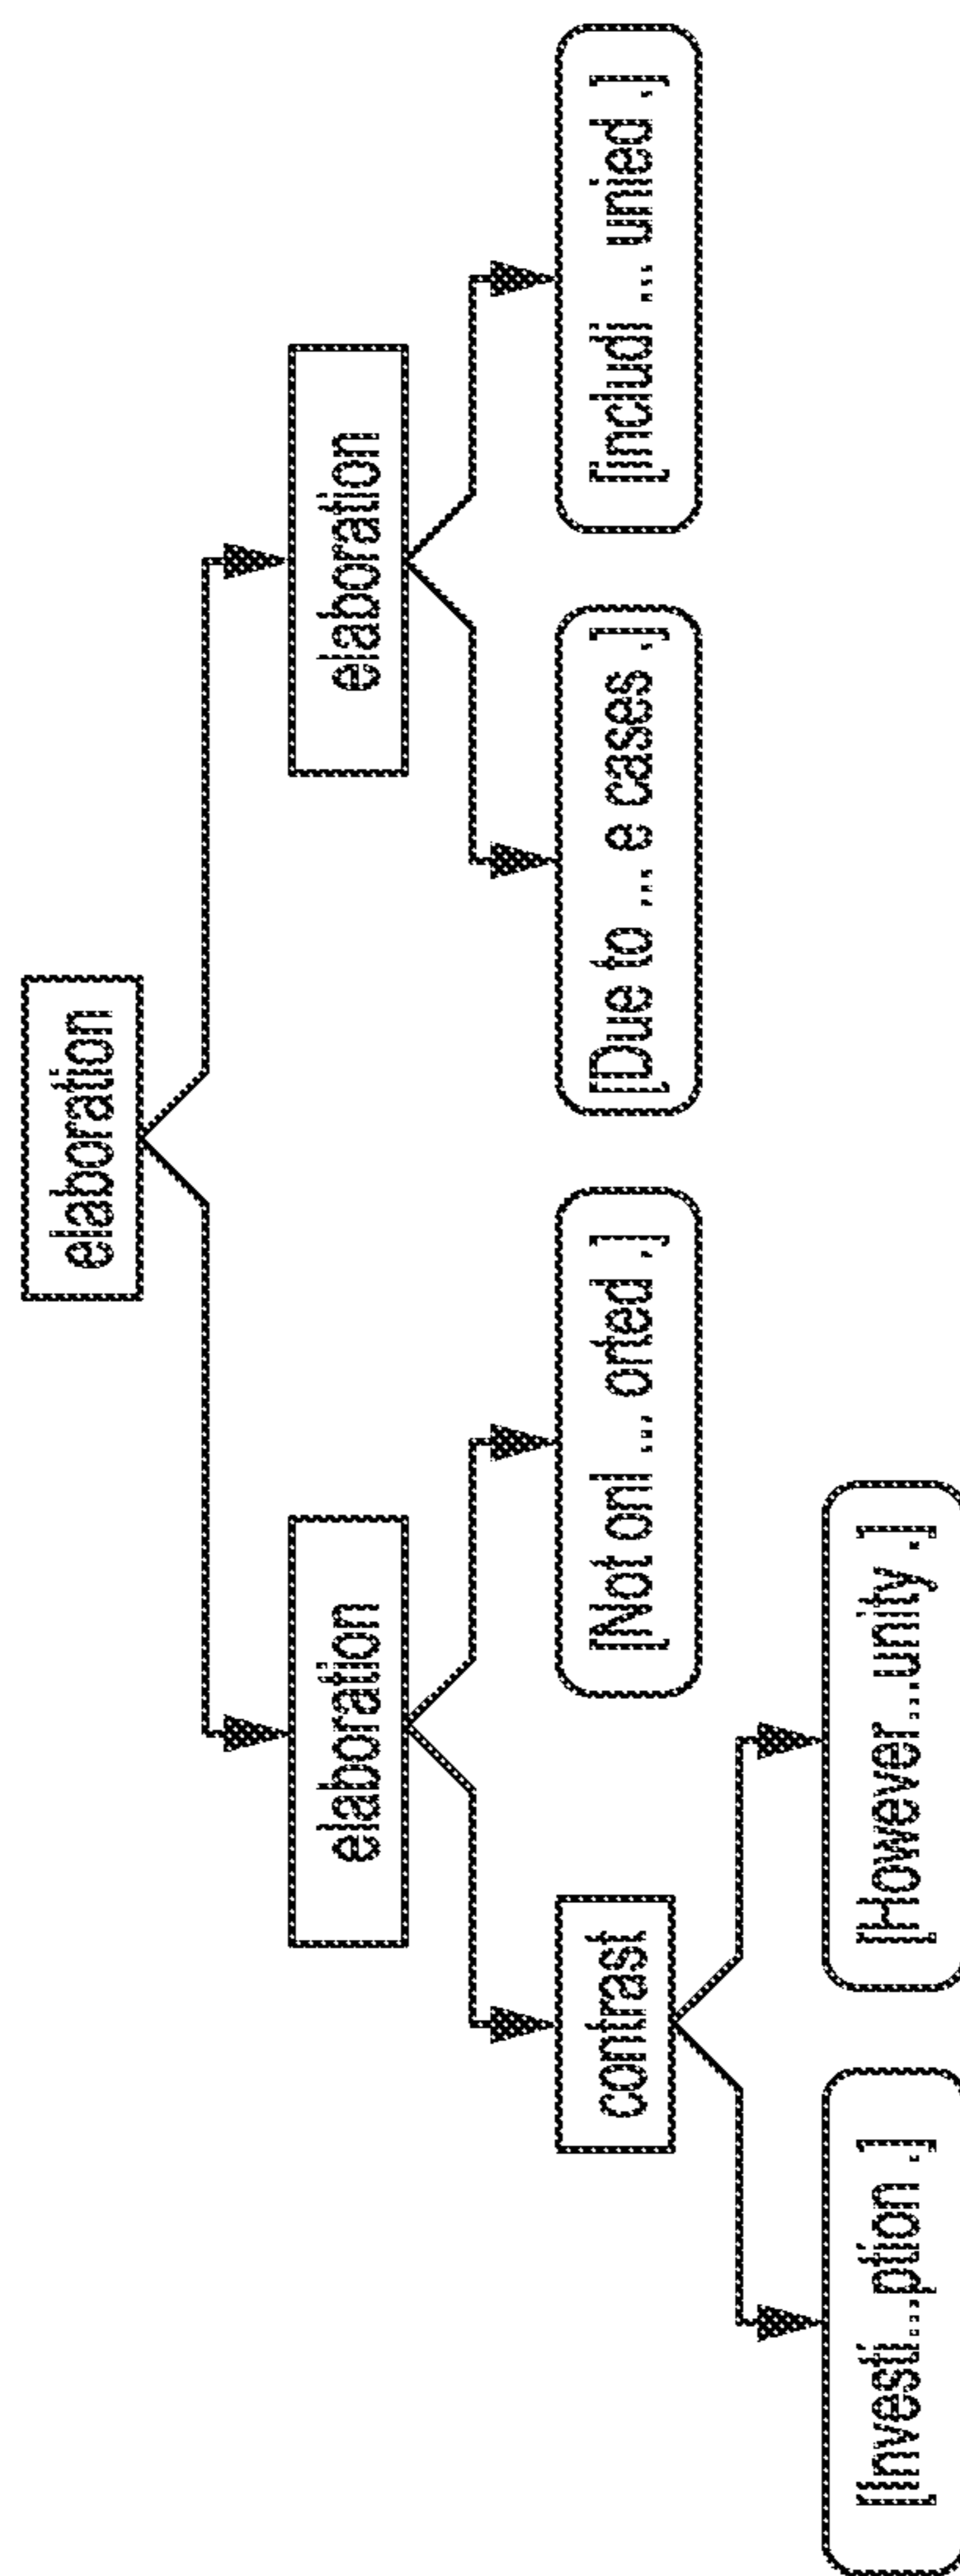 elaboration
elaboration
elaboration
contrast
[Not onl ... orted .]
[Due to ... e cases .]
[includi ... unied .]
[Investi...ption .]
[However...unity .]